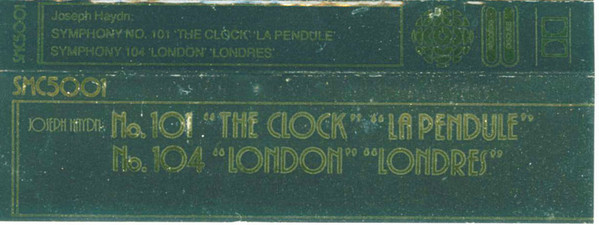 SMC5001
Joseph Haydn:
SYMPHONY NO. 101 'THE CLOCK' 'LA PENDULE'
SYMPHONY 104 'LONDON' 'LONDRES'
SMC5001
JOSEPH HAYDN: No. 101 "THE CLOCK" "LA PENDULE"
No. 104 "LONDON" "LONDRES"